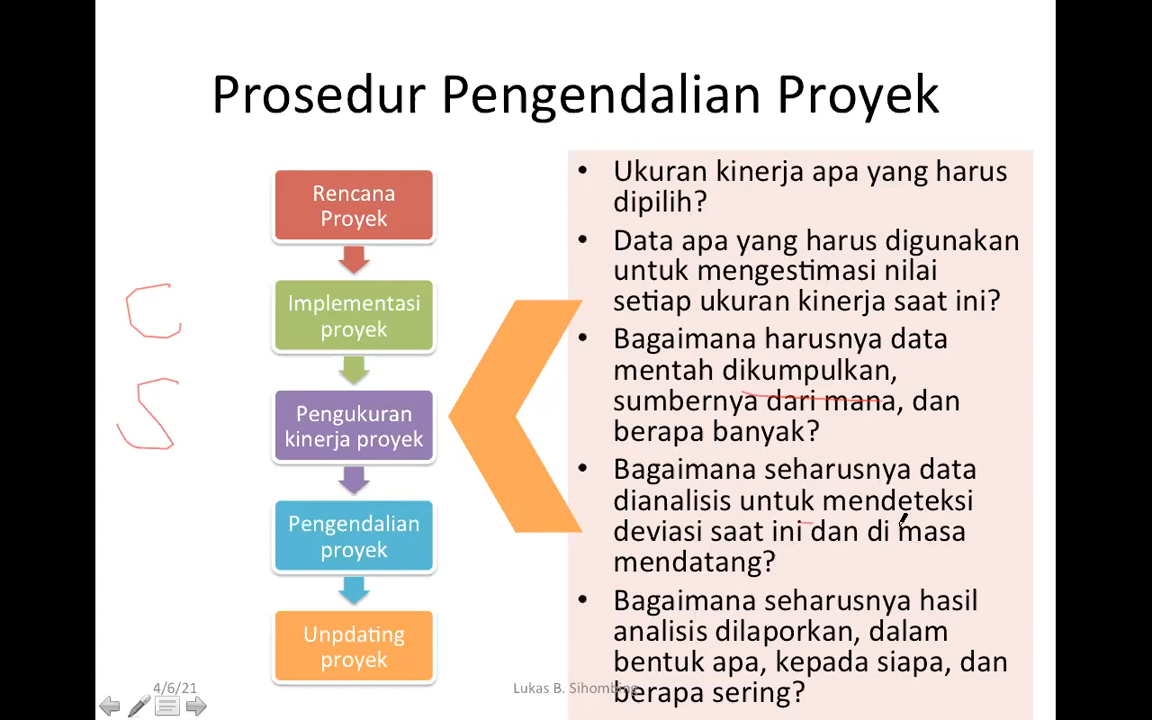 Prosedur Pengendalian Proyek
Rencana
Proyek
Implementasi
proyek
Pengukuran
kinerja proyek
Pengendalian
proyek
Unpdating
proyek
• Ukuran kinerja apa yang harus
dipilih?
• Data apa yang harus digunakan
untuk mengestimasi nilai
setiap ukuran kinerja saat ini?
• Bagaimana harusnya data
mentah dikumpulkan,
sumbernya dari mana, dan
berapa banyak?
• Bagaimana seharusnya data
dianalisis untuk mendeteksi
deviasi saat ini dan di masa
mendatang?
• Bagaimana seharusnya hasil
analisis dilaporkan, dalam
bentuk apa, kepada siapa, dan
berapa sering?
C
S
4/6/21
Lukas B. Sihombing